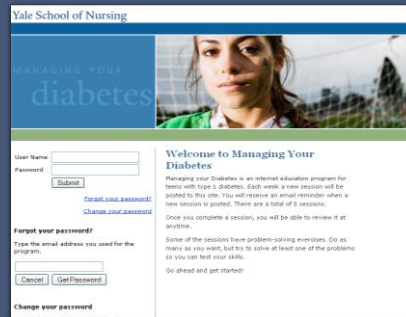 Yale School of Nursing
MANAGING YOUR
diabetes
User Name
Password
Submit
Forgot your password?
Change your password
Forgot your password?
Type the email address you used for the
program.
Cancel Get Password
Change your password
Welcome to Managing Your
Diabetes
Managing your Diabetes is an internet education program for
teens with type 1 diabetes. Each week a new session will be
posted to this site. You will receive an email reminder when a
new session is posted. There are a total of 5 sessions.
Once you complete a session, you will be able to review it at
anytime.
Some of the sessions have problem-solving exercises. Do as
many as you want, but try to solve at least one of the problems
so you can test your skills.
Go ahead and get started!